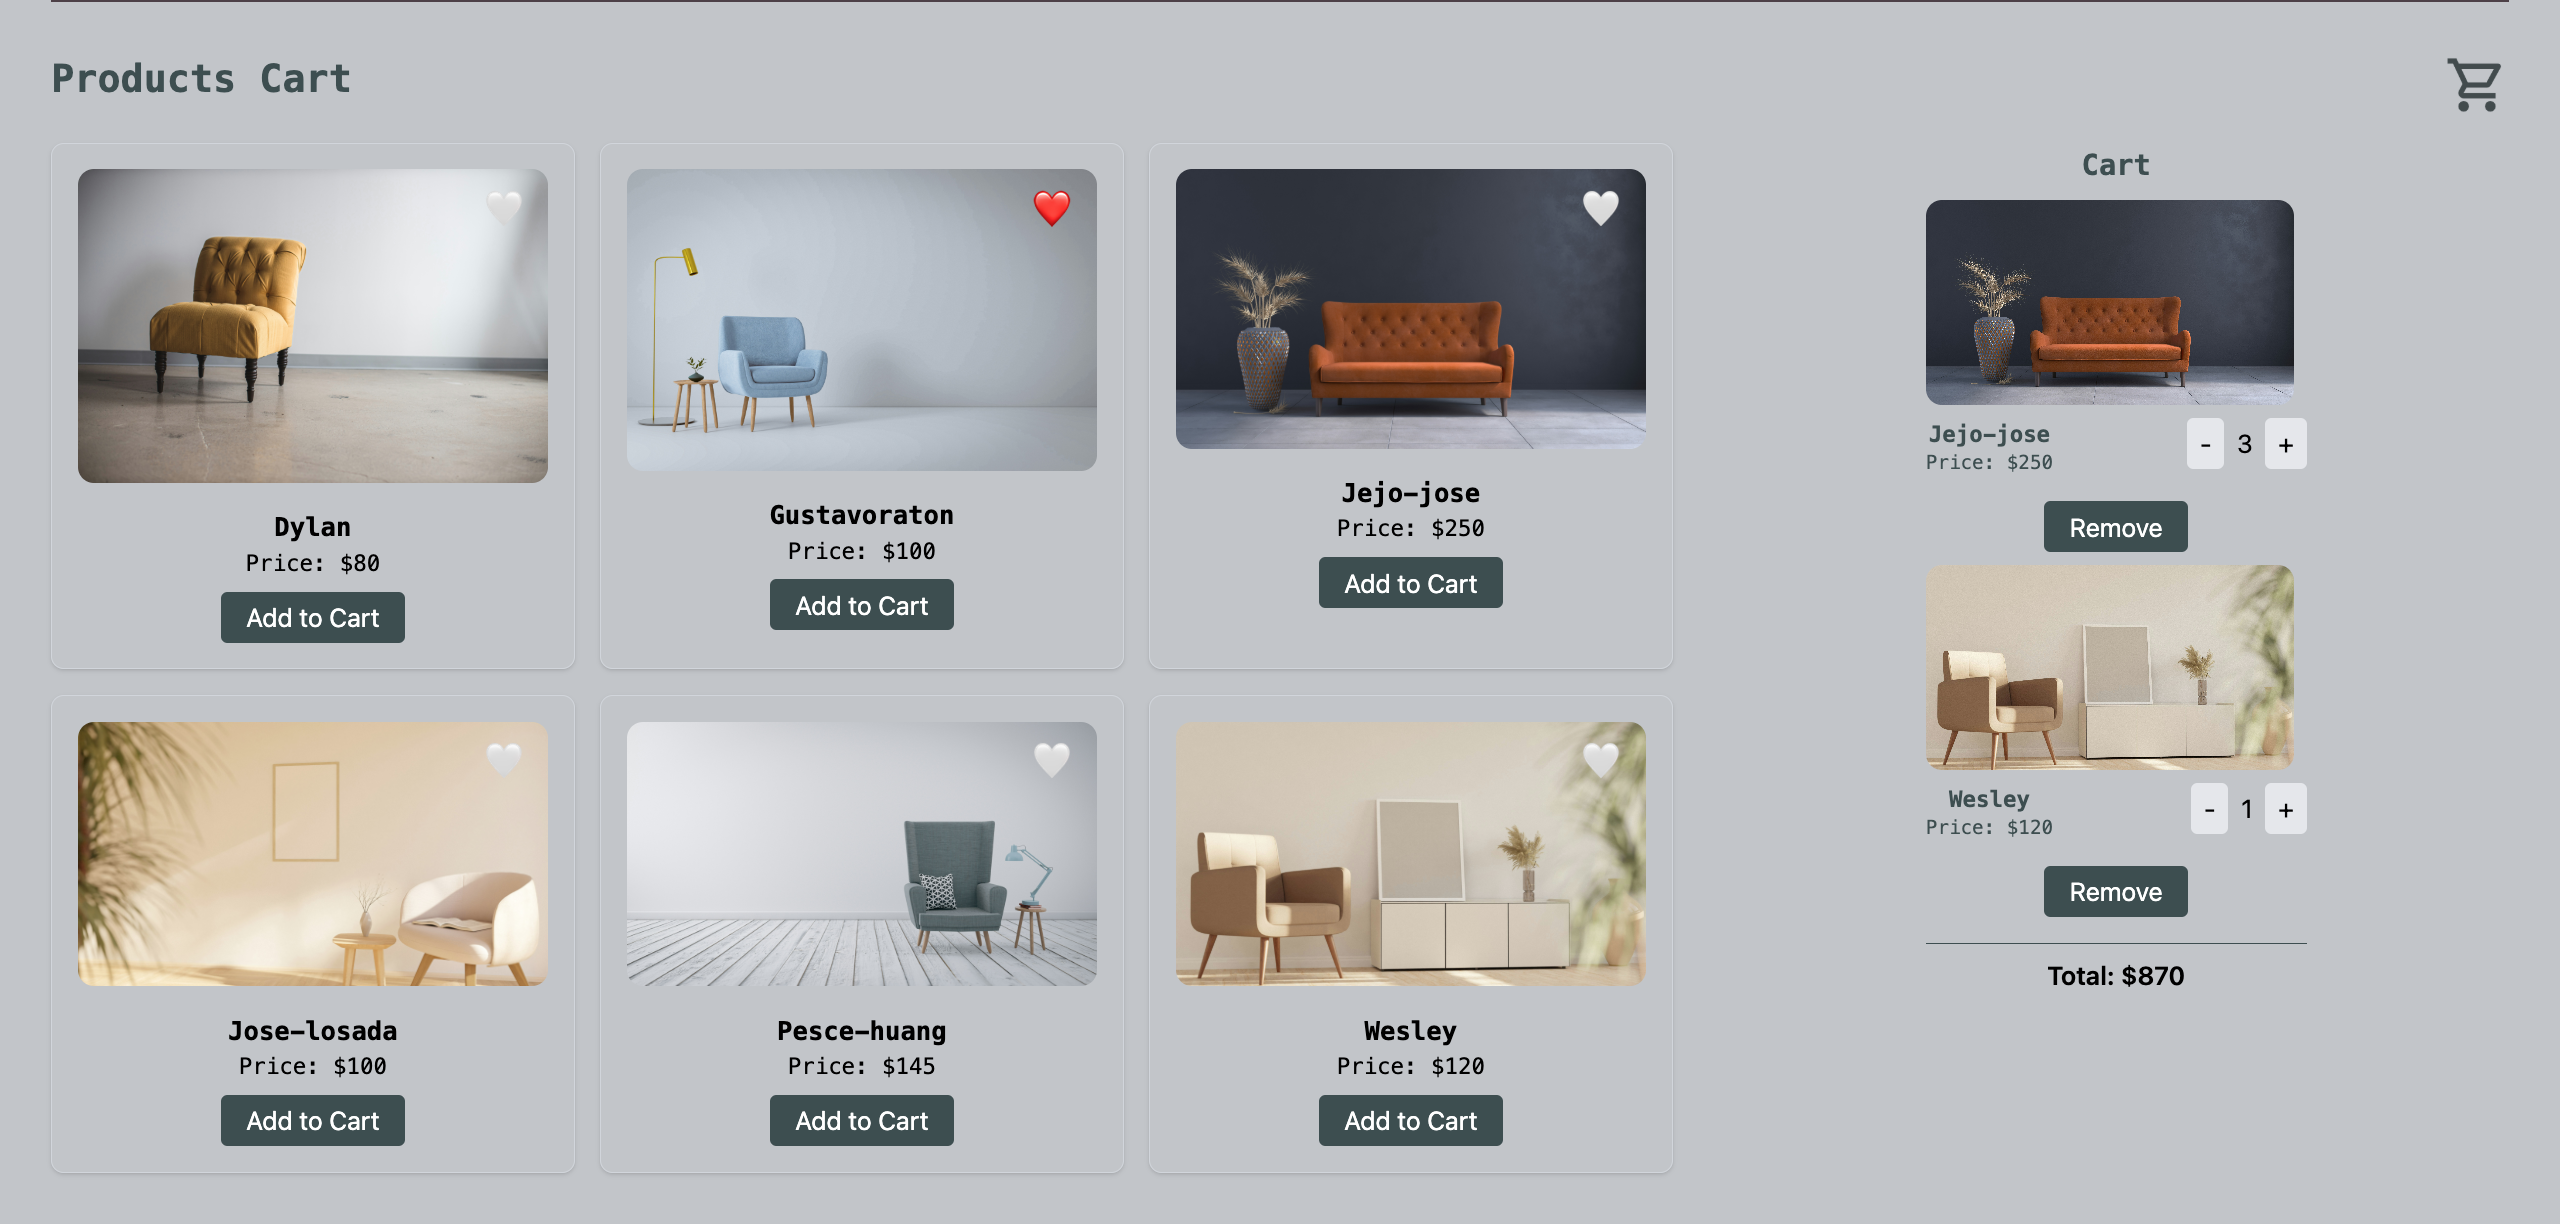 Products Cart
Dylan
Price: $80
Add to Cart
Gustavoraton
Price: $100
Add to Cart
Jejo-jose
Price: $250
Add to Cart
Jose-losada
Price: $100
Add to Cart
Pesce-huang
Price: $145
Add to Cart
Wesley
Price: $120
Add to Cart
Cart
Jejo-jose
Price: $250
- 3 +
Remove
Wesley
Price: $120
- 1 +
Remove
Total: $870